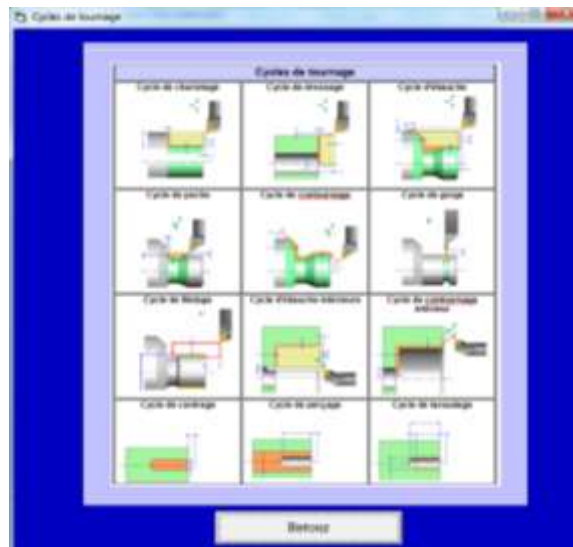 Cycles de tournage
Cycles de tournage
Cycle de chariotage
Cycle de dressage
Cycle d'ébauche
Cycle de poche
Cycle de contournage
Cycle de gorge
Cycle de filetage
Cycle d'ébauche intérieure
Cycle de contournage
intérieur
Cycle de centrage
Cycle de perçage
Cycle de taraudage
Retour